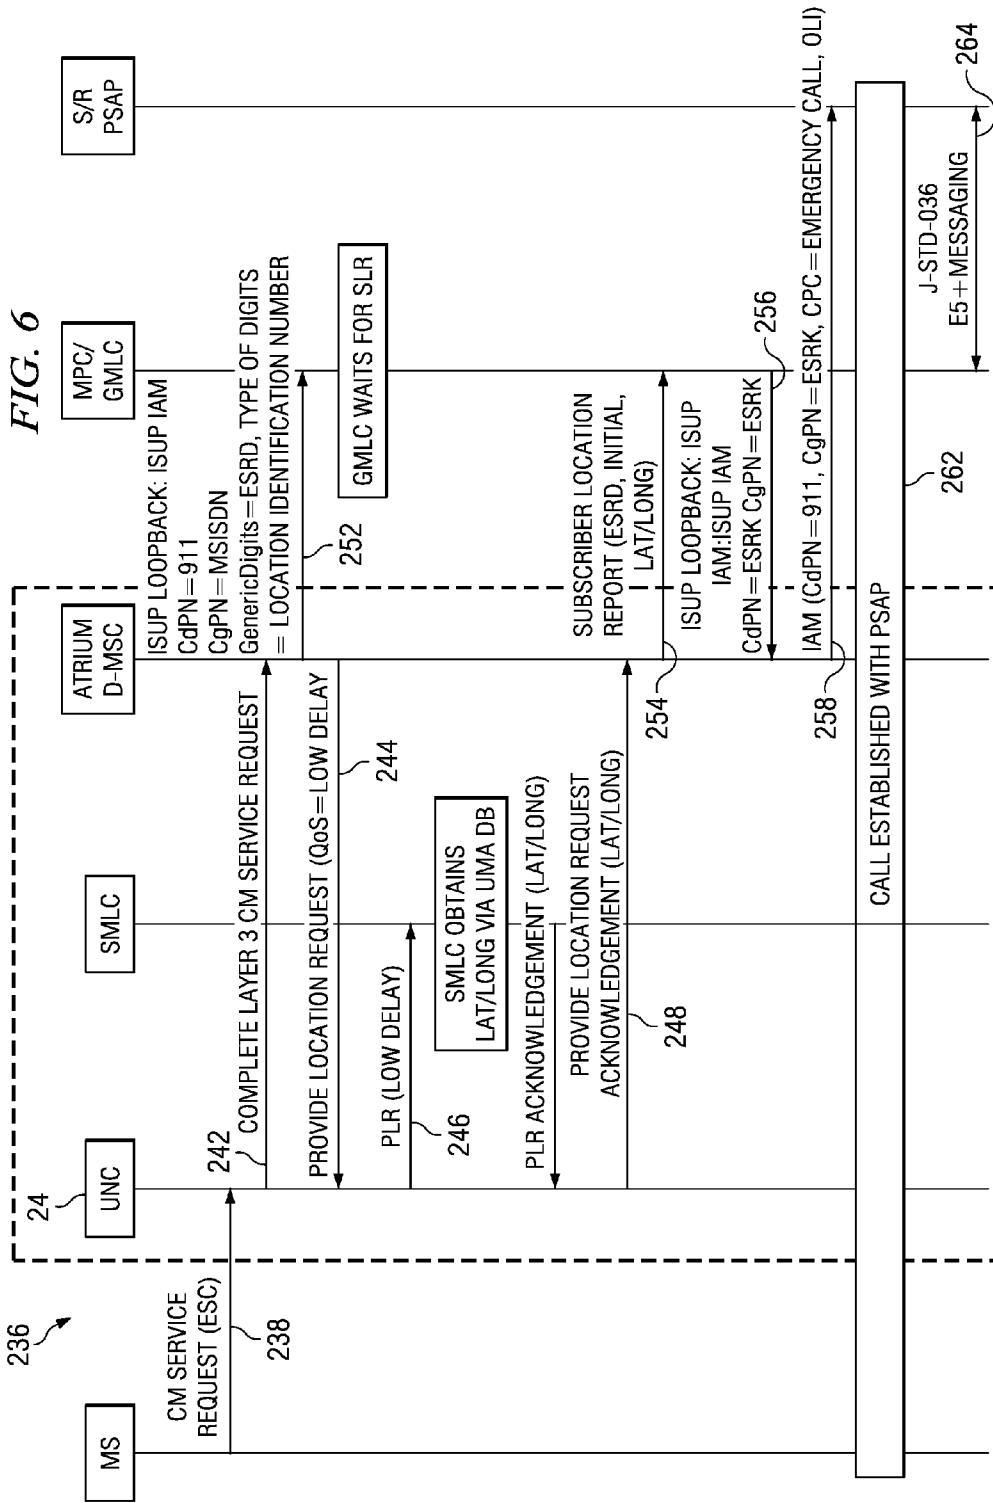 FIG. 6
236
MS
24
UNC
SMLC
ATRIUM
D-MSC
MPC/
GMLC
S/R
PSAP
CM SERVICE
REQUEST (ESC)
238
COMPLETE LAYER 3 CM SERVICE REQUEST
242
ISUP LOOPBACK: ISUP IAM
CdPN=911
CgPN=MSISDN
GenericDigits=ESRD, TYPE OF DIGITS
= LOCATION IDENTIFICATION NUMBER
252
PROVIDE LOCATION REQUEST (QoS=LOW DELAY
244
GMLC WAITS FOR SLR
PLR (LOW DELAY)
246
SMLC OBTAINS
LAT/LONG VIA UMA DB
PLR ACKNOWLEDGEMENT (LAT/LONG)
PROVIDE LOCATION REQUEST
ACKNOWLEDGEMENT (LAT/LONG)
248
SUBSCRIBER LOCATION
REPORT (ESRD, INITIAL,
LAT/LONG)
254
ISUP LOOPBACK: ISUP
IAM:ISUP IAM
CdPN=ESRK CgPN=ESRK
256
IAM (CdPN=911, CgPN=ESRK, CPC=EMERGENCY CALL, OLI)
258
CALL ESTABLISHED WITH PSAP
262
J-STD-036
E5+MESSAGING
264